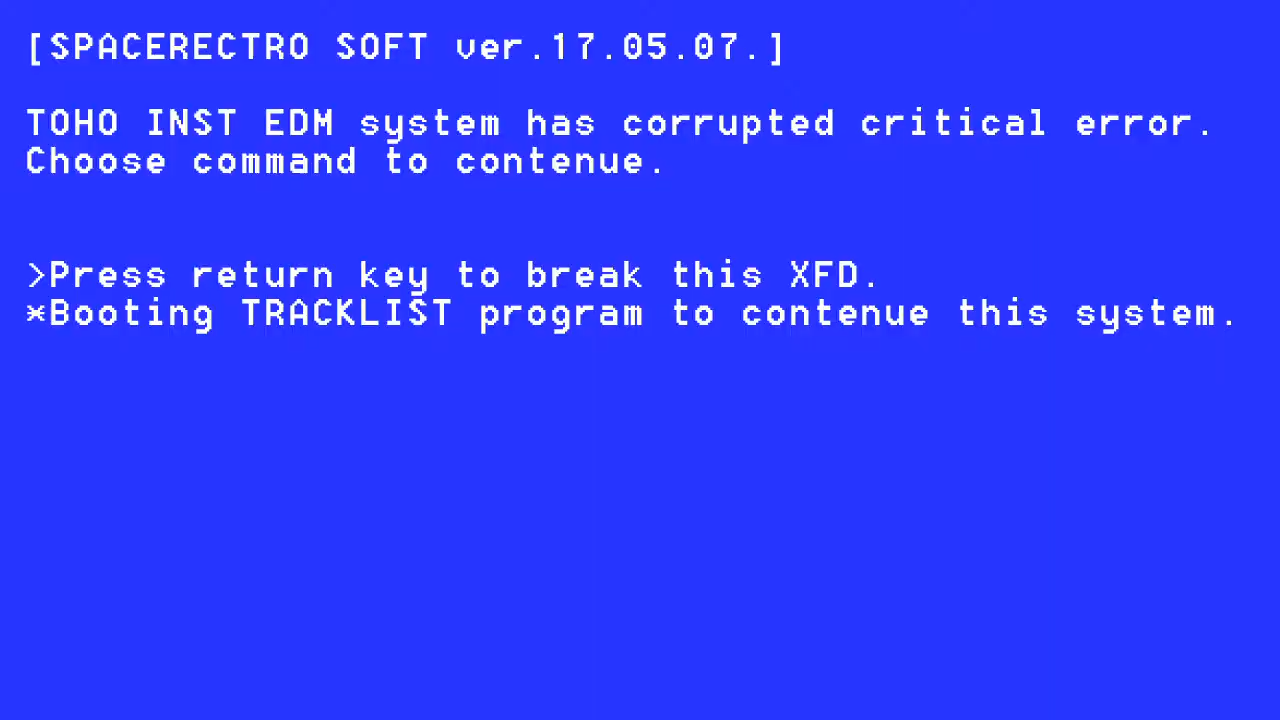 [SPACERECTRO SOFT ver.17.05.07.]
TOHO INST EDM system has corrupted critical error.
Choose command to contenue.
>Press return key to break this XFD.
*Booting TRACKLIST program to contenue this system.